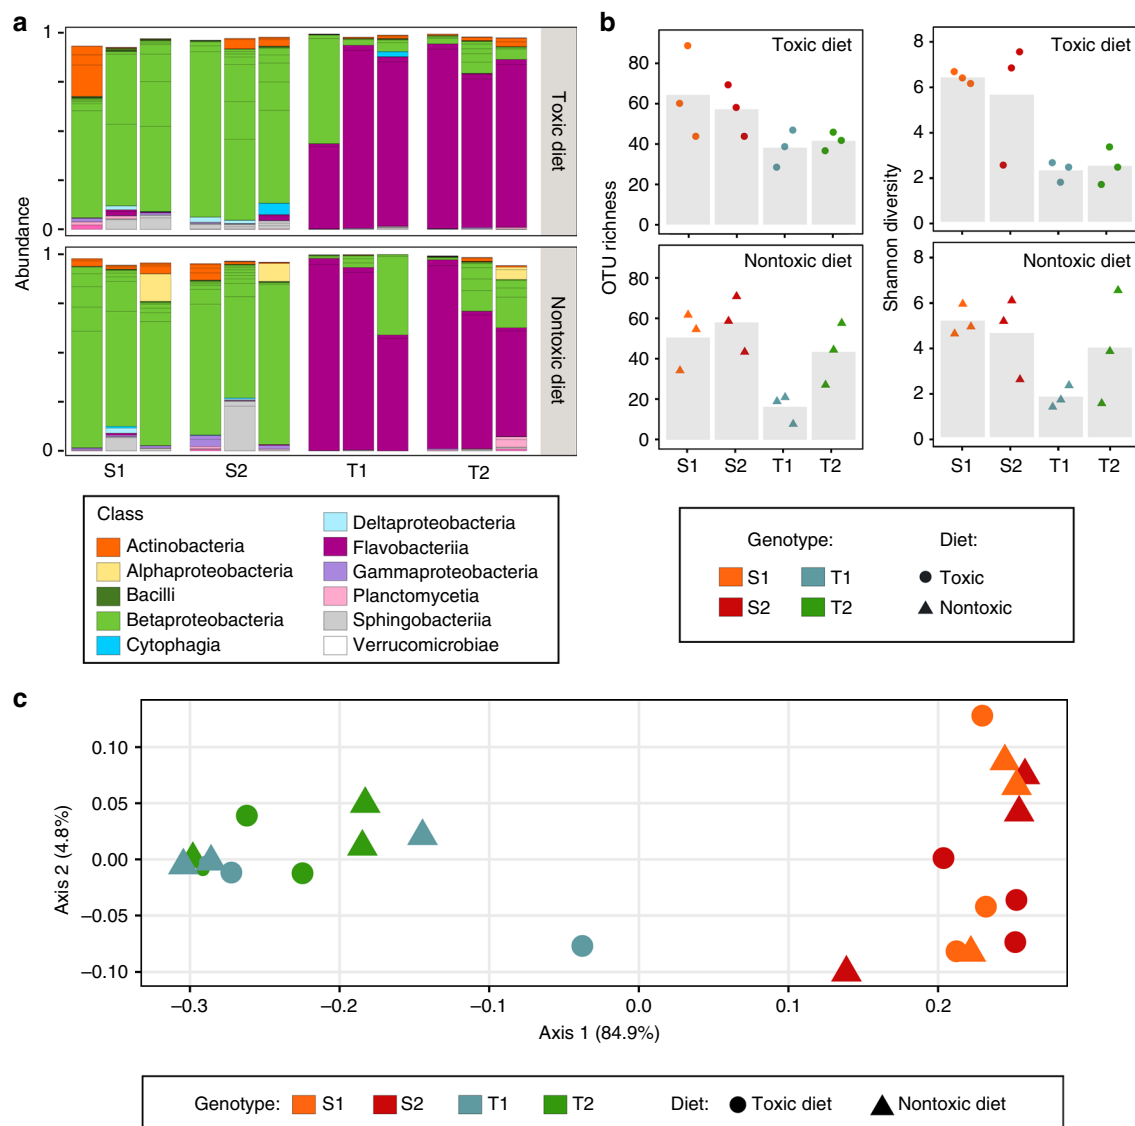 a
Abundance
1
0
Toxic diet
1
0
Nontoxic diet
S1 S2 T1 T2
Class
Actinobacteria
Alphaproteobacteria
Bacilli
Betaproteobacteria
Cytophagia
Deltaproteobacteria
Flavobacteriia
Gammaproteobacteria
Planctomycetia
Sphingobacteriia
Verrucomicrobiae
b
OTU richness
Toxic diet
80
60
40
20
0
Nontoxic diet
80
60
40
20
0
S1 S2 T1 T2
Shannon diversity
Toxic diet
8
6
4
2
0
Nontoxic diet
8
6
4
2
0
S1 S2 T1 T2
Genotype: Diet:
S1 T1 Toxic
S2 T2 Nontoxic
c
Axis 2 (4.8%)
0.10
0.05
0.00
–0.05
–0.10
–0.3 –0.2 –0.1 0.0 0.1 0.2
Axis 1 (84.9%)
Genotype: S1 S2 T1 T2 Diet: Toxic diet Nontoxic diet